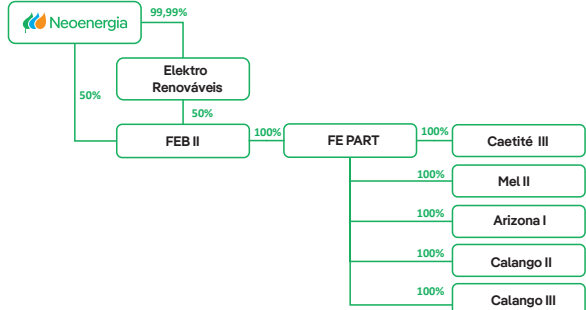 Neoenergia
99,99%
Elektro
Renováveis
50%
50%
FEB II
100%
FE PART
100%
Caetité III
100%
Mel II
100%
Arizona I
100%
Calango II
100%
Calango III